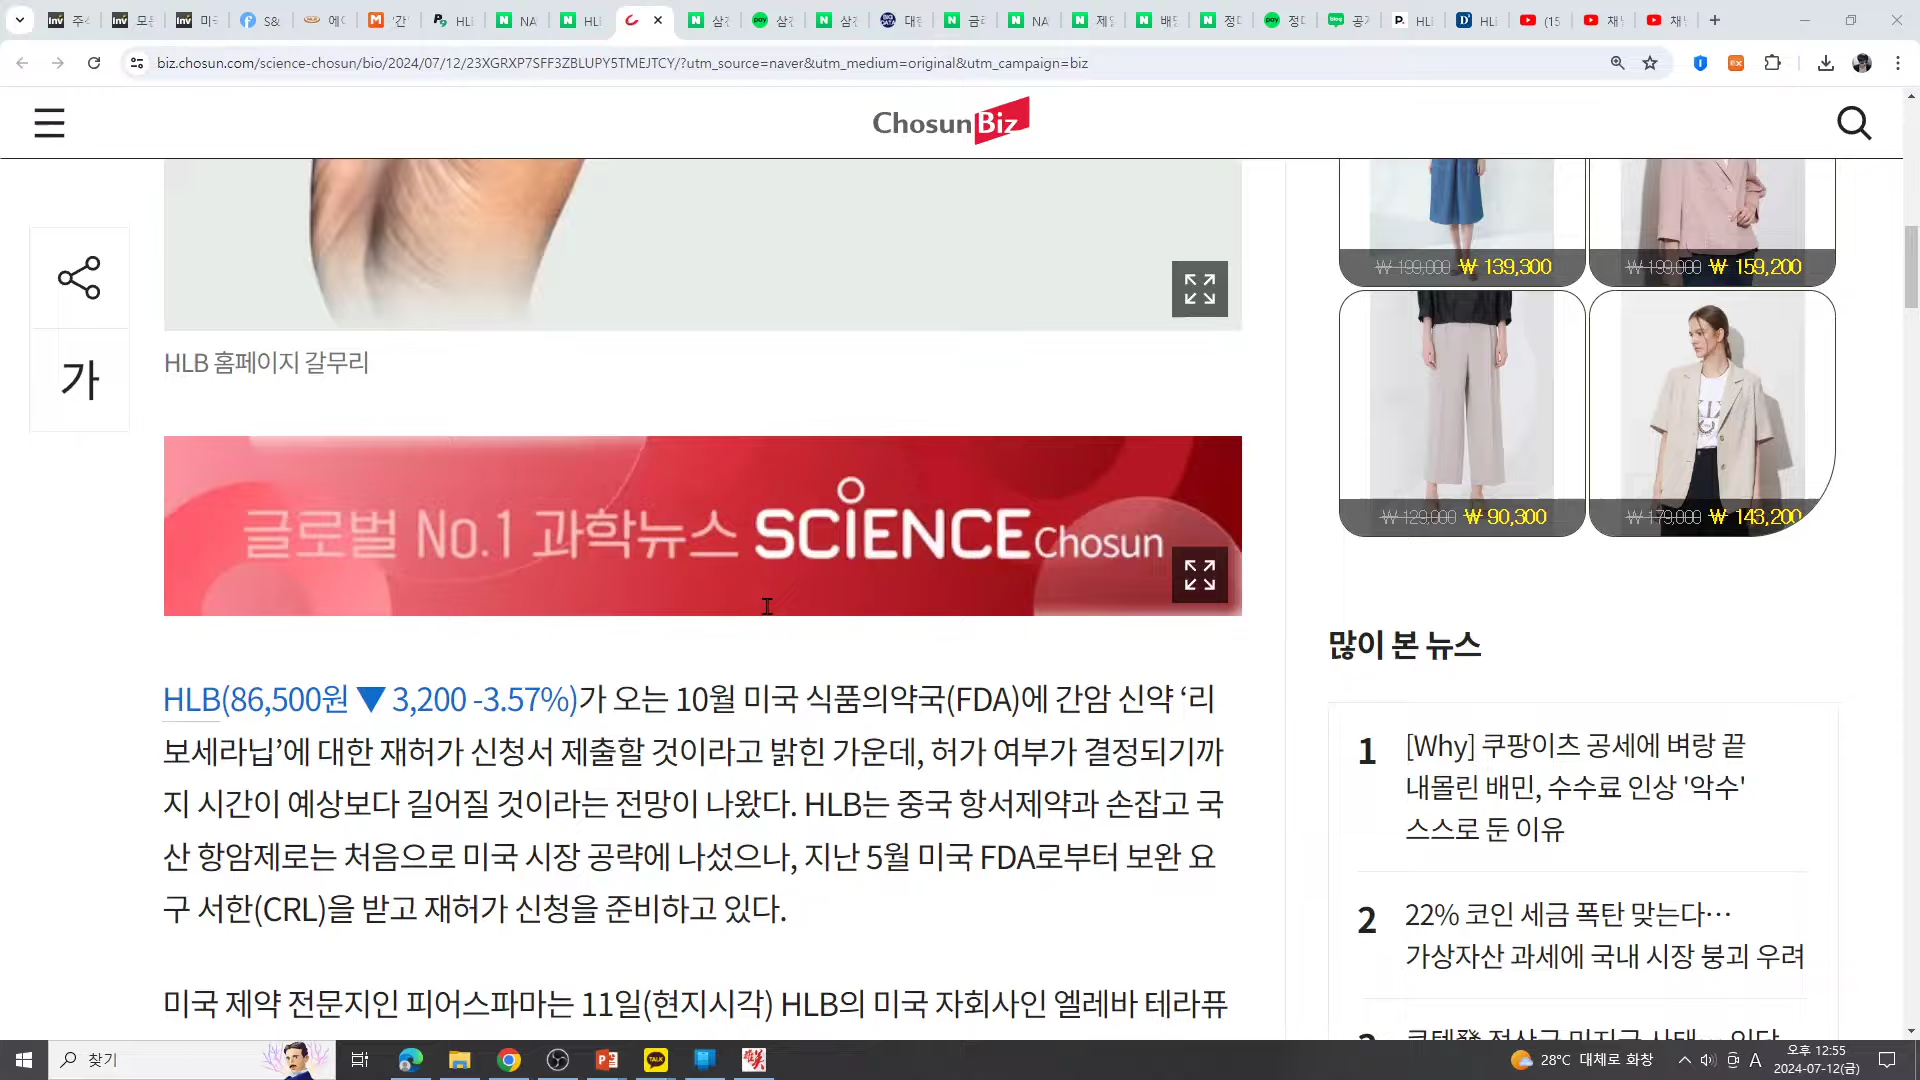 주식
모든
미국
S&
에이
'간
HLI
NA
HLI
biz.chosun.com/science-chosun/bio/2024/07/12/23XGRXP7SFF3ZBLUPY5TMEJTCY/?utm_source=naver&utm_medium=original&utm_campaign=biz
ChosunBiz
가
HLB 홈페이지 갈무리
글로벌 No.1 과학뉴스 SCiENCE Chosun
HLB(86,500원 ▼ 3,200 -3.57%)가 오는 10월 미국 식품의약국(FDA)에 간암 신약 ‘리
보세라닙’에 대한 재허가 신청서 제출할 것이라고 밝힌 가운데, 허가 여부가 결정되기까
지 시간이 예상보다 길어질 것이라는 전망이 나왔다. HLB는 중국 항서제약과 손잡고 국
산 항암제로는 처음으로 미국 시장 공략에 나섰으나, 지난 5월 미국 FDA로부터 보완 요
구 서한(CRL)을 받고 재허가 신청을 준비하고 있다.
미국 제약 전문지인 피어스파마는 11일(현지시각) HLB의 미국 자회사인 엘레바 테라퓨
₩ 199,000 ₩ 139,300
₩ 199,000 ₩ 159,200
₩ 129,000 ₩ 90,300
₩ 179,000 ₩ 143,200
많이 본 뉴스
1
[Why] 쿠팡이츠 공세에 벼랑 끝
내몰린 배민, 수수료 인상 '악수'
스스로 둔 이유
2
22% 코인 세금 폭탄 맞는다…
가상자산 과세에 국내 시장 붕괴 우려
찾기
28°C 대체로 화창
A
오후 12:55
2024-07-12(금)